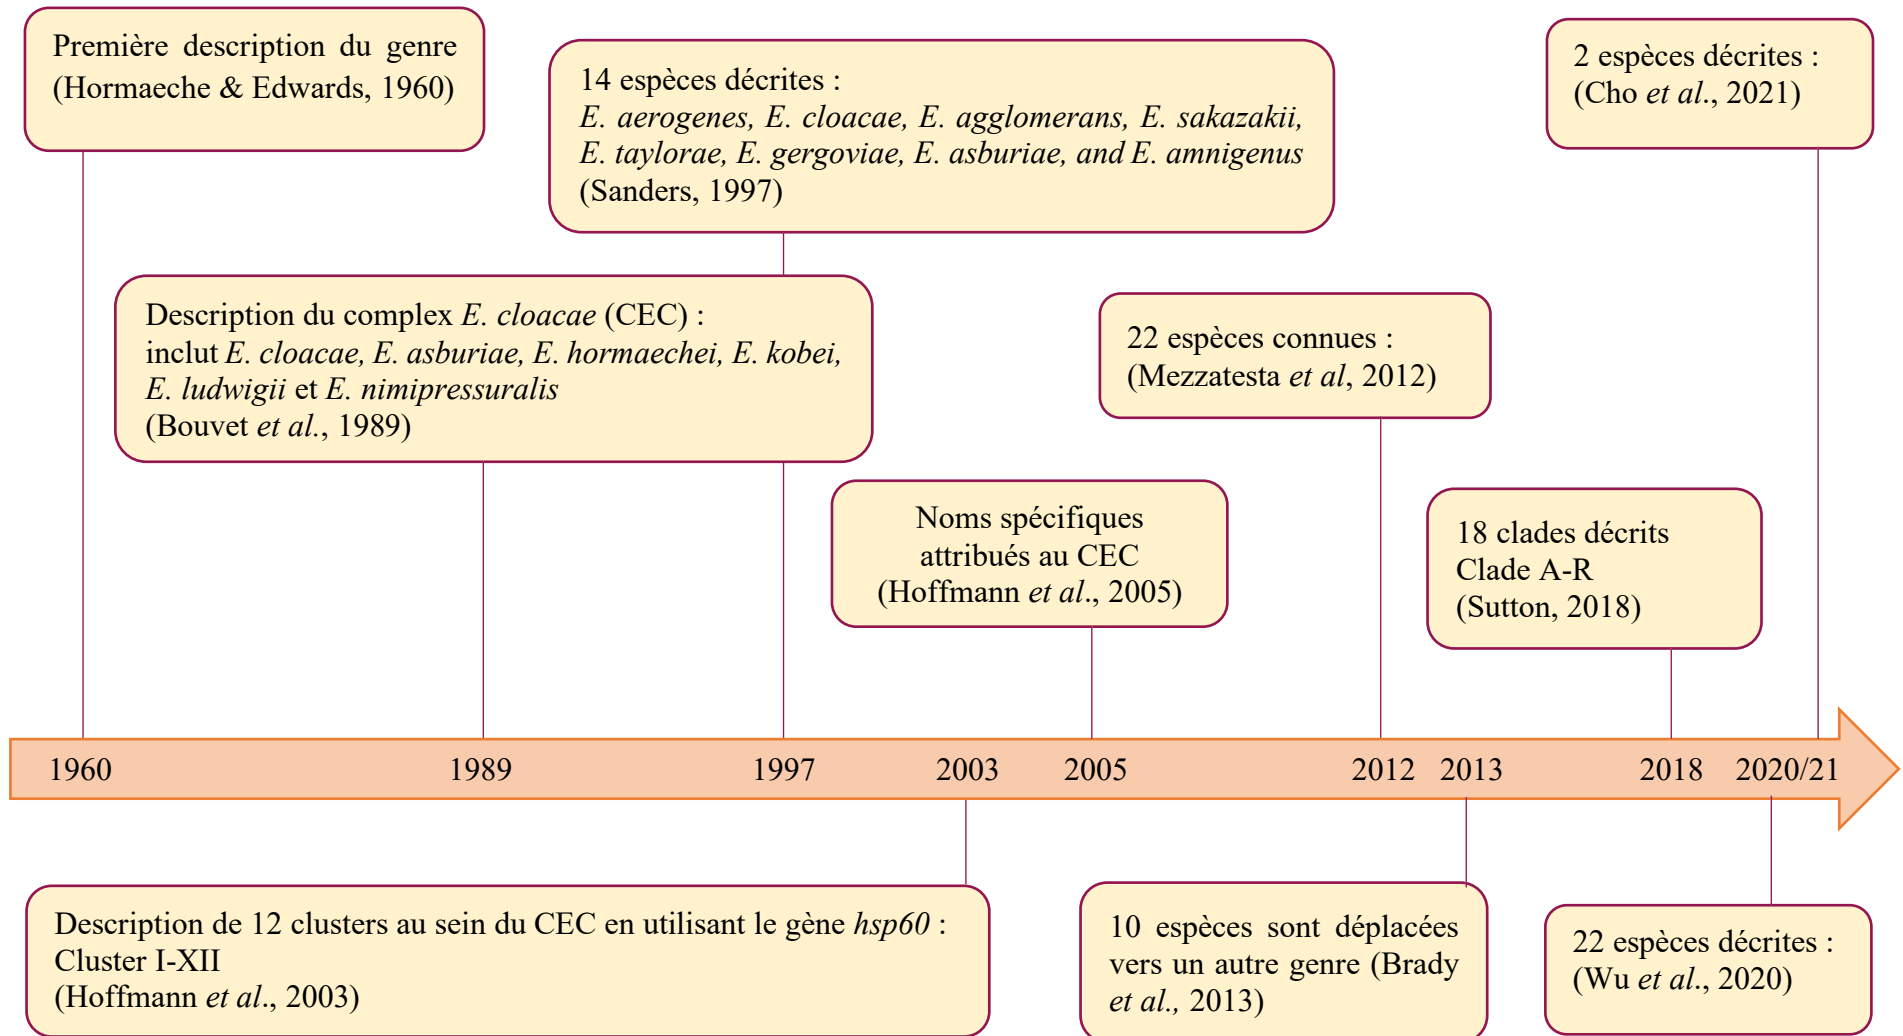 Première description du genre
(Hormaeche & Edwards, 1960)
14 espèces décrites :
E. aerogenes, E. cloacae, E. agglomerans, E. sakazakii,
E. taylorae, E. gergoviae, E. asburiae, and E. amnigenus
(Sanders, 1997)
2 espèces décrites :
(Cho et al., 2021)
Description du complex E. cloacae (CEC) :
inclut E. cloacae, E. asburiae, E. hormaechei, E. kobei,
E. ludwigii et E. nimipressuralis
(Bouvet et al., 1989)
22 espèces connues :
(Mezzatesta et al, 2012)
Noms spécifiques
attribués au CEC
(Hoffmann et al., 2005)
18 clades décrits
Clade A-R
(Sutton, 2018)
1960 1989 1997 2003 2005 2012 2013 2018 2020/21
Description de 12 clusters au sein du CEC en utilisant le gène hsp60 :
Cluster I-XII
(Hoffmann et al., 2003)
10 espèces sont déplacées
vers un autre genre (Brady
et al., 2013)
22 espèces décrites :
(Wu et al., 2020)